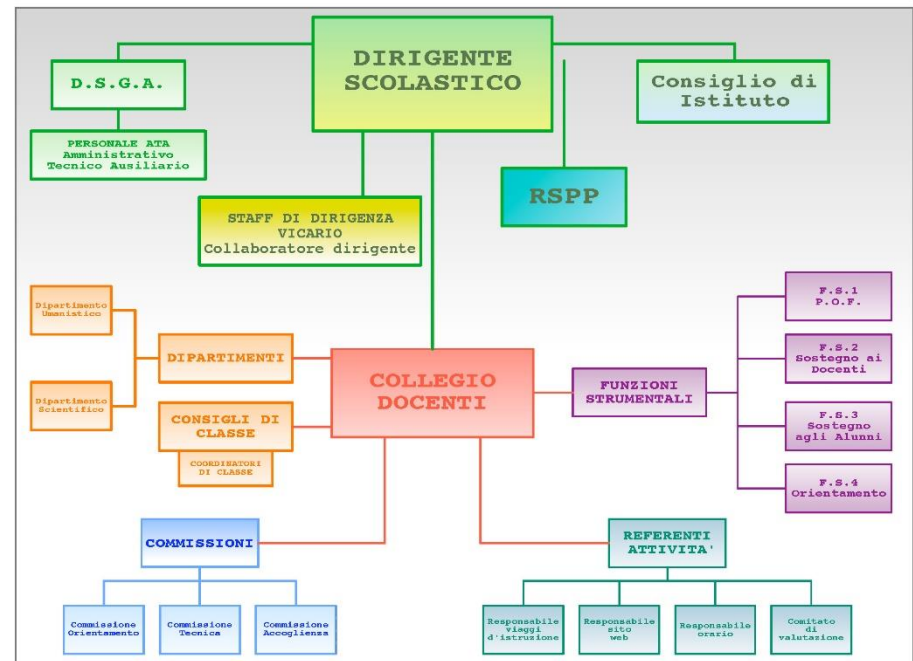 DIRIGENTE
SCOLASTICO
D.S.G.A.
Consiglio di
Istituto
PERSONALE ATA
Amministrativo
Tecnico Ausiliario
RSPP
STAFF DI DIRIGENZA
VICARIO
Collaboratore dirigente
F.S.1
P.O.F.
Dipartimento
Umanistico
F.S.2
Sostegno ai
Docenti
DIPARTIMENTI
COLLEGIO
DOCENTI
FUNZIONI
STRUMENTALI
Dipartimento
Scientifico
CONSIGLI DI
CLASSE
F.S.3
Sostegno
agli Alunni
COORDINATORI
DI CLASSE
F.S.4
Orientamento
COMMISSIONI
REFERENTI
ATTIVITA'
Commissione
Orientamento
Commissione
Tecnica
Commissione
Accoglienza
Responsabile
viaggi
d'istruzione
Responsabile
sito
web
Responsabile
orario
Comitato
di
valutazione